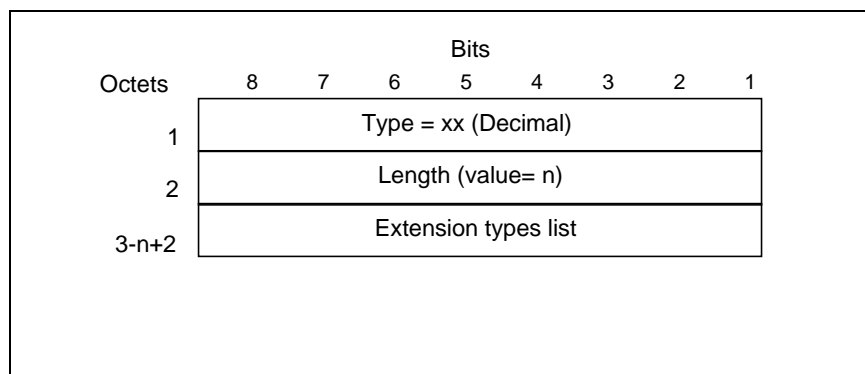 Bits
Octets 8 7 6 5 4 3 2 1
1 Type = xx (Decimal)
2 Length (value= n)
3-n+2 Extension types list